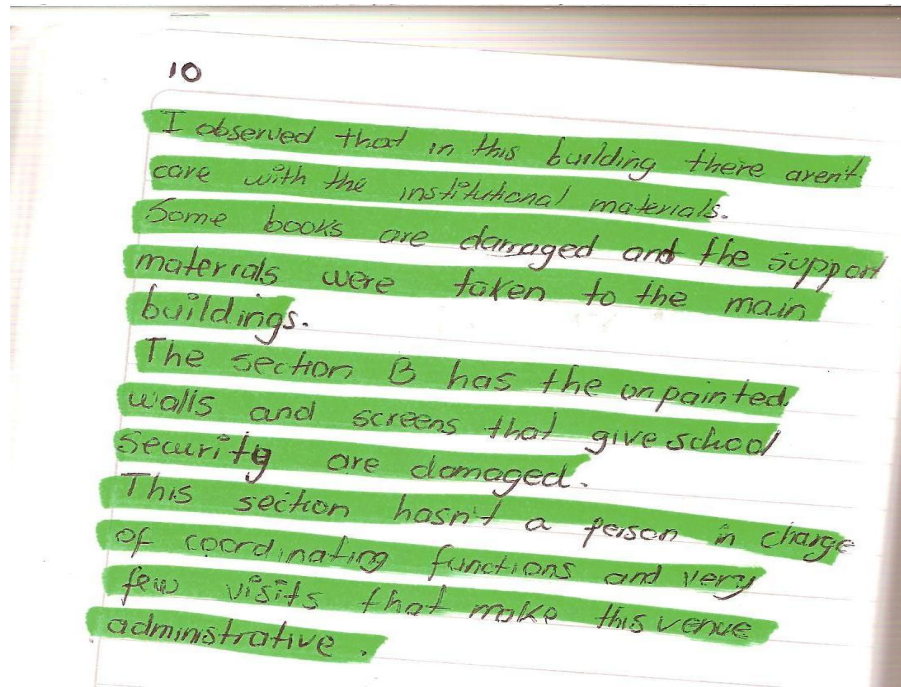 10
I observed that in this building there aren't
care with the institutional materials.
Some books are damaged and the support
materials were taken to the main
buildings.
The section B has the unpainted
walls and screens that give school
security are damaged.
This section hasn't a person in charge
of coordinating functions and very
few visits that make this venue
administrative.